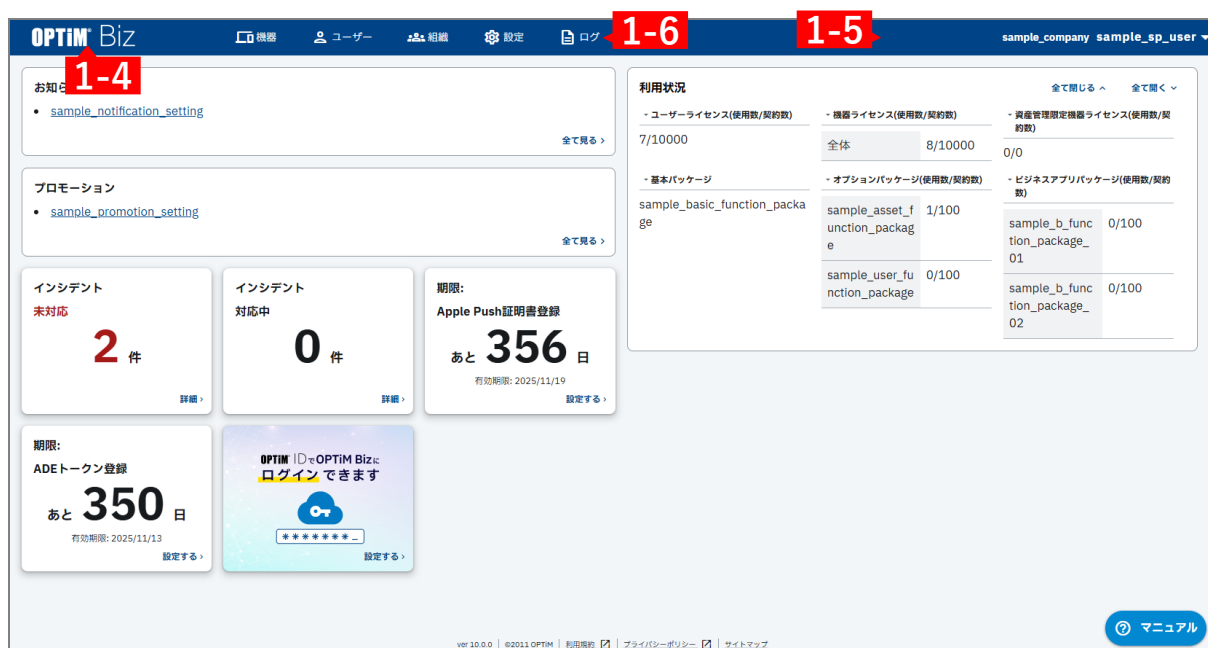 OPTiM Biz
機器
ユーザー
組織
設定
ログ
1-6
1-5
sample_company sample_sp_user
1-4
お知ら
sample_notification_setting
全て見る
プロモーション
sample_promotion_setting
全て見る
インシデント
未対応
2 件
詳細
インシデント
対応中
0 件
詳細
期限:
Apple Push証明書登録
あと 356 日
有効期限: 2025/11/19
設定する
期限:
ADEトークン登録
あと 350 日
有効期限: 2025/11/13
設定する
OPTiM IDでOPTiM Bizに
ログイン できます
*******_
設定する
利用状況
全て閉じる
全て開く
ユーザーライセンス(使用数/契約数)
7/10000
機器ライセンス(使用数/契約数)
全体 8/10000
資産管理限定機器ライセンス(使用数/契
約数)
0/0
基本パッケージ
sample_basic_function_packa
ge
オプションパッケージ(使用数/契約数)
sample_asset_f 1/100
unction_packag
e
sample_user_fu 0/100
nction_package
ビジネスアプリパッケージ(使用数/契約
数)
sample_b_func 0/100
tion_package_
01
sample_b_func 0/100
tion_package_
02
マニュアル
ver 10.0.0 | ©2011 OPTiM | 利用規約 | プライバシーポリシー | サイトマップ